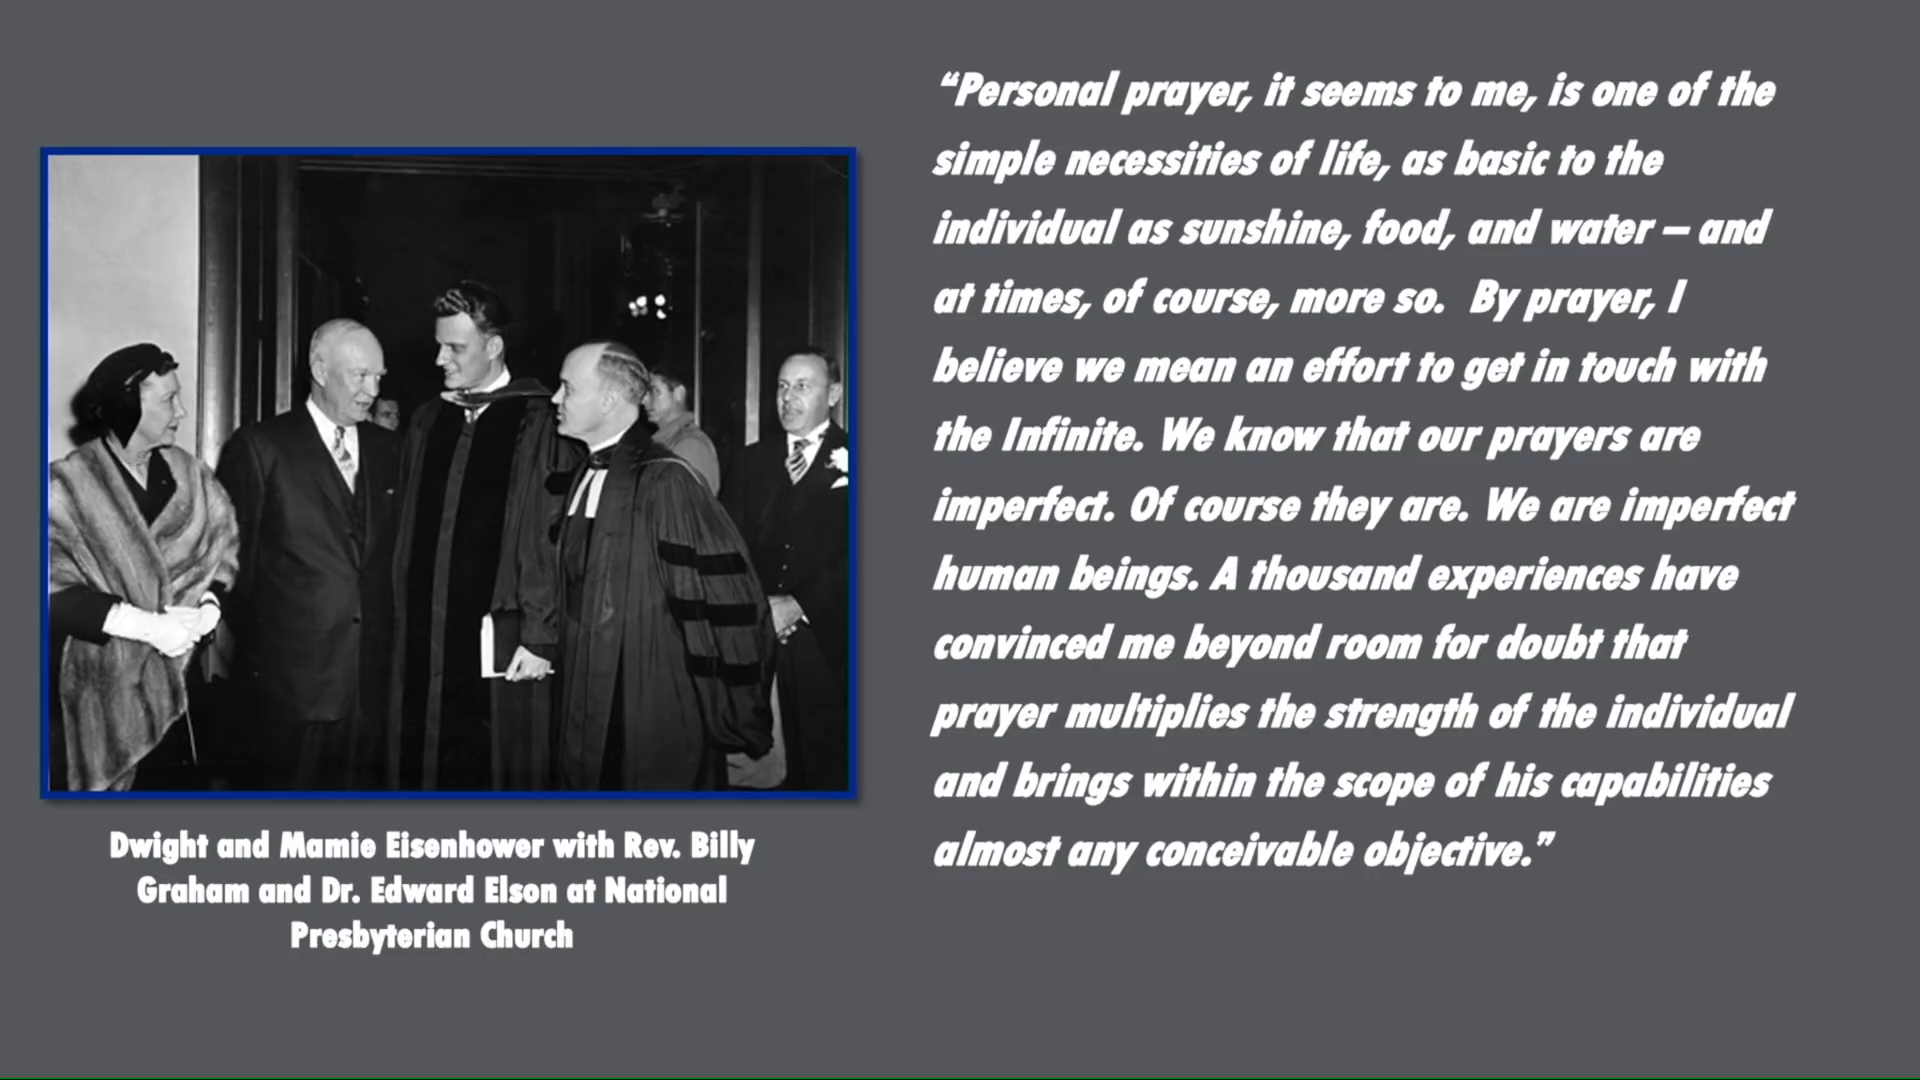 “Personal prayer, it seems to me, is one of the
simple necessities of life, as basic to the
individual as sunshine, food, and water – and
at times, of course, more so.  By prayer, I
believe we mean an effort to get in touch with
the Infinite. We know that our prayers are
imperfect. Of course they are. We are imperfect
human beings. A thousand experiences have
convinced me beyond room for doubt that
prayer multiplies the strength of the individual
and brings within the scope of his capabilities
almost any conceivable objective.”
Dwight and Mamie Eisenhower with Rev. Billy
Graham and Dr. Edward Elson at National
Presbyterian Church